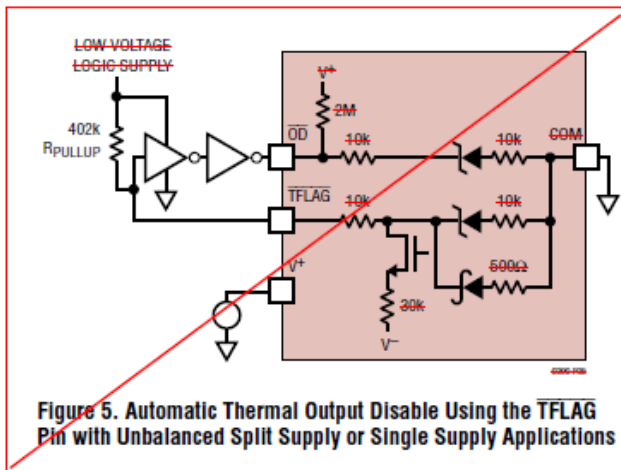 LOW VOLTAGE
LOGIC SUPPLY
V+
2M
402k
RPULLUP
OD
10k
10k
COM
TFLAG
10k
10k
V+
500Ω
30k
V−
Figure 5. Automatic Thermal Output Disable Using the TFLAG
Pin with Unbalanced Split Supply or Single Supply Applications